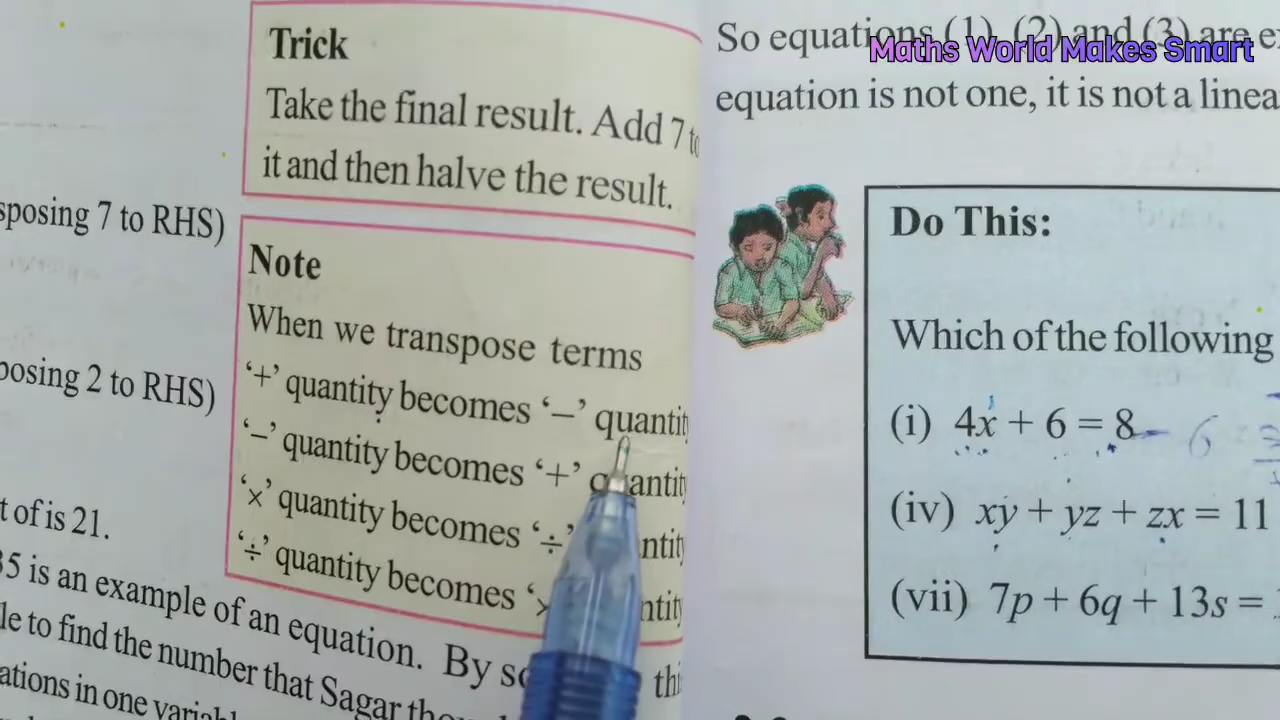 Trick
Take the final result. Add 7 to
it and then halve the result.
sposing 7 to RHS)
Note
When we transpose terms
‘+’ quantity becomes ‘–’ quantity
‘–’ quantity becomes ‘+’ quantity
‘×’ quantity becomes ‘÷’
‘÷’ quantity becomes
posing 2 to RHS)
t of is 21.
35 is an example of an equation. By
le to find the number that Sagar
ations in one
So equations (1), (2) and (3) are
equation is not one, it is not a linea
Maths World Makes Smart
Do This:
Which of the following
(i) 4x + 6 = 8 – 6
(iv) xy + yz + zx = 11
(vii) 7p + 6q + 13s =